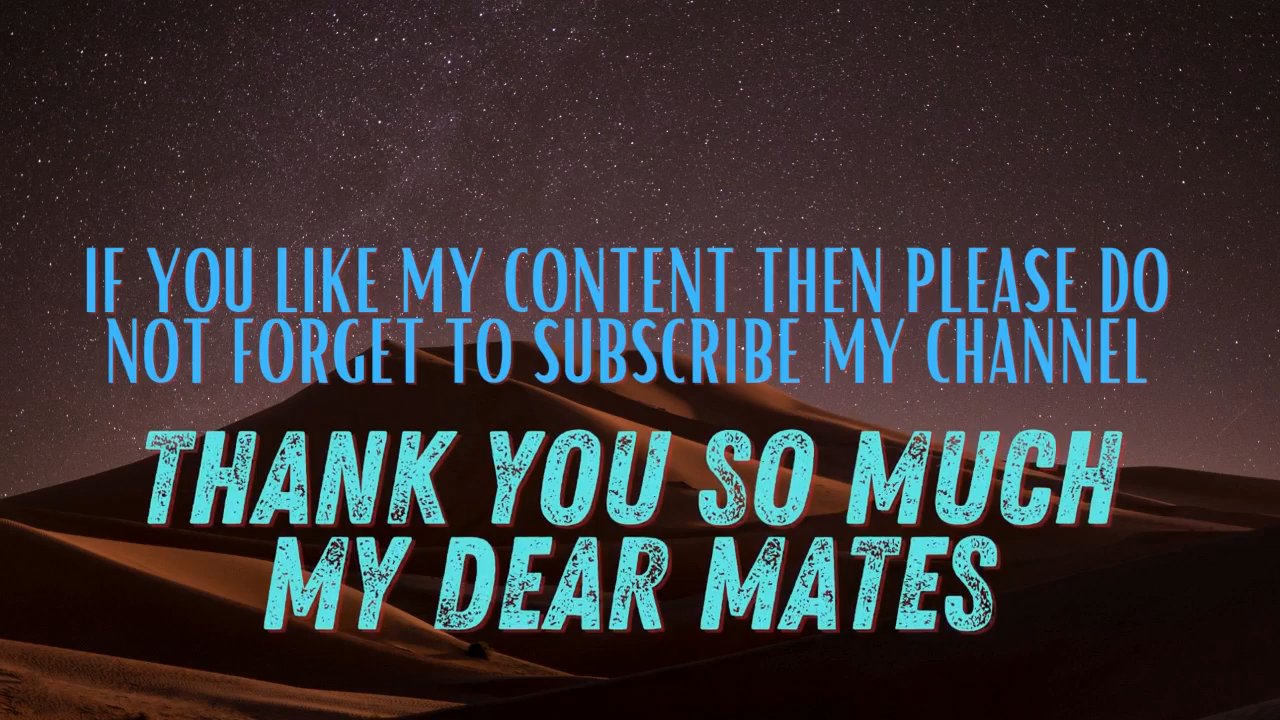 IF YOU LIKE MY CONTENT THEN PLEASE DO
NOT FORGET TO SUBSCRIBE MY CHANNEL
THANK YOU SO MUCH
MY DEAR MATES